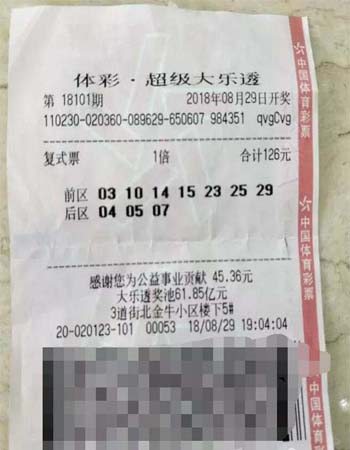 体彩·超级大乐透
第 18101期 2018年08月29日开奖
110230-020360-089629-650607 984351 qvgCvg
复式票 1倍 合计126元
前区 03 10 14 15 23 25 29
后区 04 05 07
感谢您为公益事业贡献 45.36元
大乐透奖池61.85亿元
3道街北金牛小区楼下5#
20-020123-101 00053 18/08/29 19:04:04
中国体育彩票
中国体育彩票